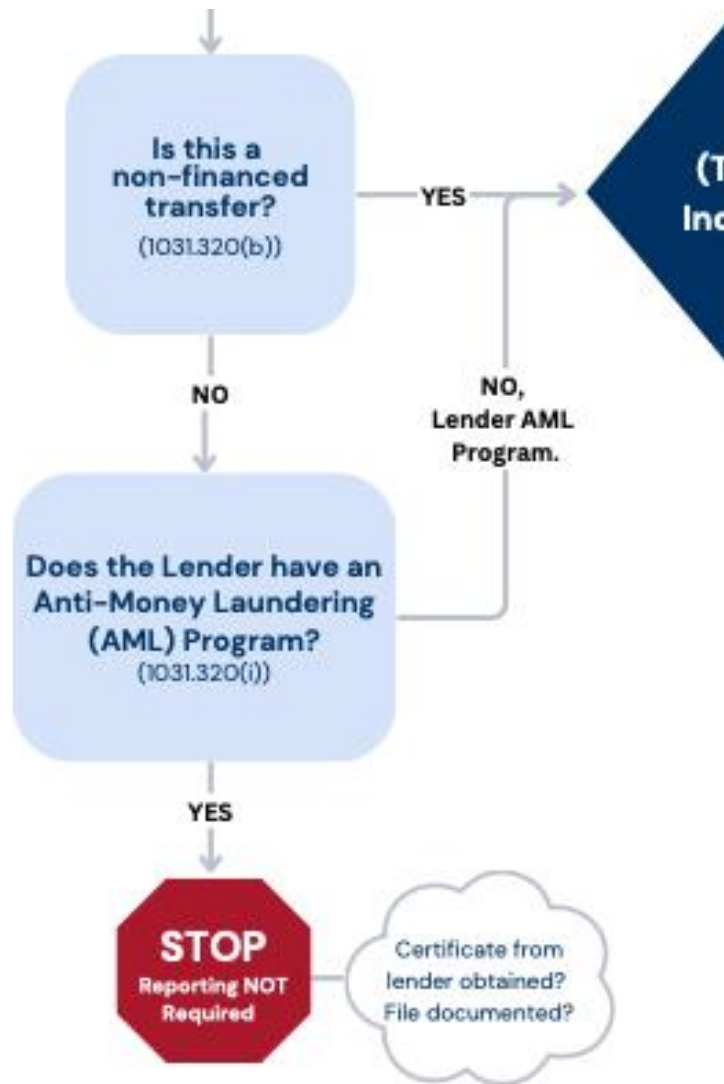 Is this a
non-financed
transfer?
(1031.320(b))
YES
(T
Inc
NO
NO,
Lender AML
Program.
Does the Lender have an
Anti-Money Laundering
(AML) Program?
(1031.320(i))
YES
STOP
Reporting NOT
Required
Certificate from
lender obtained?
File documented?